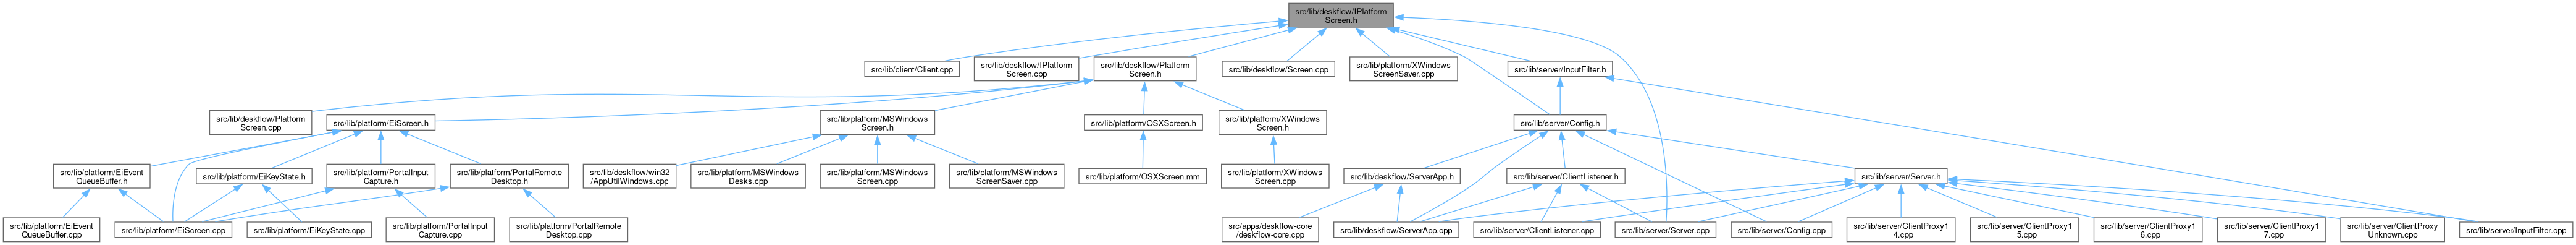 src/lib/deskflow/IPlatform
Screen.h
src/lib/client/Client.cpp
src/lib/deskflow/IPlatform
Screen.cpp
src/lib/deskflow/Platform
Screen.h
src/lib/deskflow/Screen.cpp
src/lib/platform/XWindows
ScreenSaver.cpp
src/lib/server/InputFilter.h
src/lib/deskflow/Platform
Screen.cpp
src/lib/platform/EiScreen.h
src/lib/platform/MSWindows
Screen.h
src/lib/platform/OSXScreen.h
src/lib/platform/XWindows
Screen.h
src/lib/server/Config.h
src/lib/platform/EiEvent
QueueBuffer.h
src/lib/platform/EiKeyState.h
src/lib/platform/PortalInput
Capture.h
src/lib/platform/PortalRemote
Desktop.h
src/lib/deskflow/win32
/AppUtilWindows.cpp
src/lib/platform/MSWindows
Desks.cpp
src/lib/platform/MSWindows
Screen.cpp
src/lib/platform/MSWindows
ScreenSaver.cpp
src/lib/platform/OSXScreen.mm
src/lib/platform/XWindows
Screen.cpp
src/lib/deskflow/ServerApp.h
src/lib/server/ClientListener.h
src/lib/server/Server.h
src/lib/platform/EiEvent
QueueBuffer.cpp
src/lib/platform/EiScreen.cpp
src/lib/platform/EiKeyState.cpp
src/lib/platform/PortalInput
Capture.cpp
src/lib/platform/PortalRemote
Desktop.cpp
src/apps/deskflow-core
/deskflow-core.cpp
src/lib/deskflow/ServerApp.cpp
src/lib/server/ClientListener.cpp
src/lib/server/Server.cpp
src/lib/server/Config.cpp
src/lib/server/ClientProxy1
_4.cpp
src/lib/server/ClientProxy1
_5.cpp
src/lib/server/ClientProxy1
_6.cpp
src/lib/server/ClientProxy1
_7.cpp
src/lib/server/ClientProxy
Unknown.cpp
src/lib/server/InputFilter.cpp